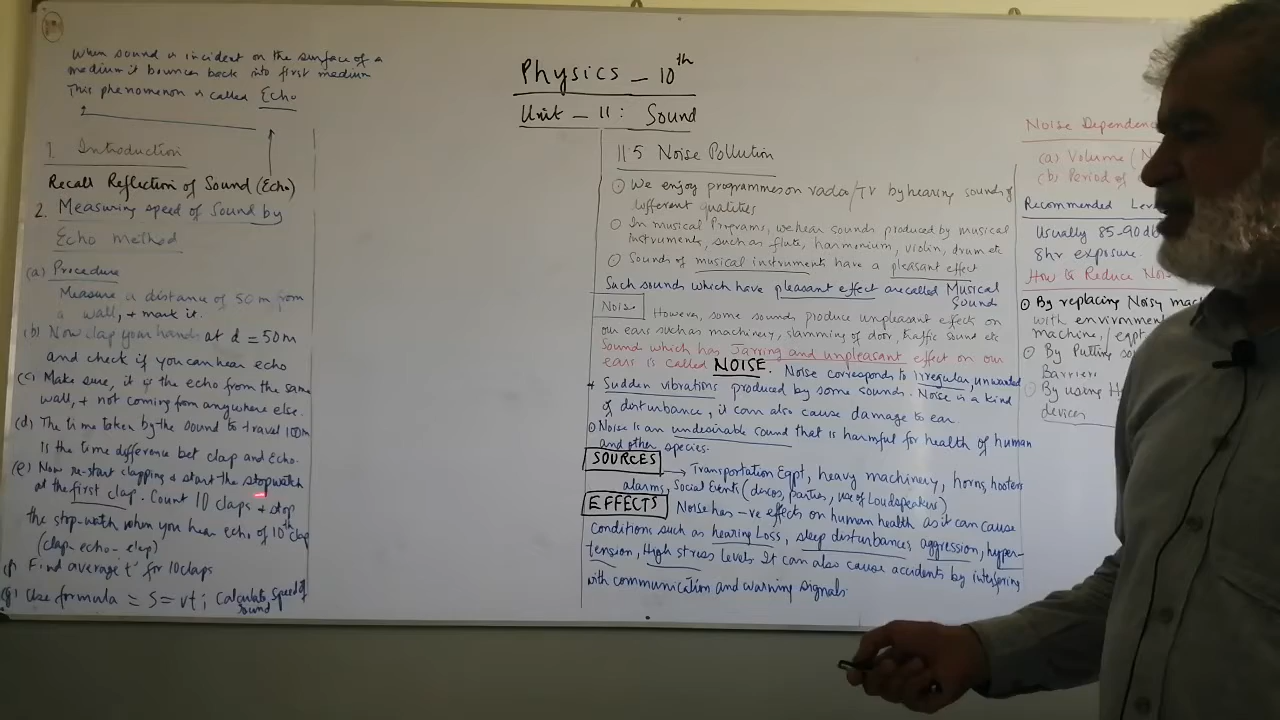 When sound is incident on the surface of a
medium it bounces back into first medium
This phenomenon is called Echo
1. Introduction
Recall Reflection of Sound (Echo)
2. Measuring speed of Sound by
Echo Method
(a) Procedure
Measure a distance of 50 m from
a wall, + mark it.
(b) Now clap your hands at d = 50m
and check if you can hear echo
(c) Make sure, it is the echo from the same
wall, + not coming from anywhere else.
(d) The time taken by the sound to travel 100m
Is the time difference bet clap and Echo.
(e) Now re-start clapping + start the stopwatch
at the first clap. Count 10 claps + stop
the stop-watch when you hear echo of 10th clap
(clap-echo-clap)
(f) Find average 't' for 10 claps
(g) Use formula = S = vt; Calculate speed of
sound
Physics - 10th
Unit - 11: Sound
11.5 Noise Pollution
We enjoy programmes on radio/TV by hearing sounds of
different qualities
In musical Programs, we hear sounds produced by musical
instruments, such as flute, harmonium, violin, drum etc
Sounds of musical instruments have a pleasant effect
Such sounds which have pleasant effect are called Musical
Sound
Noise However, some sounds produce unpleasant effects on
our ears such as machinery, slamming of door, traffic sound etc
Sound which has Jarring and unpleasant effect on our
ears is called NOISE. Noise corresponds to Irregular, unwanted
+ Sudden vibrations produced by some sounds. Noise is a kind
of disturbance, it can also cause damage to ear.
Noise is an undesirable sound that is harmful for health of human
and other species.
SOURCES → Transportation Eqpt, heavy machinery, horns, hooters
alarms, Social Events (discos, parties, use of Loudspeakers)
EFFECTS Noise has -ve effects on human health as it can cause
Conditions such as hearing Loss, sleep disturbances, aggression, hyper-
tension, High stress levels. It can also cause accidents by
with communication and warning signals.
Noise Dependenc
(a) Volume (
(b) Period of
Recommended Lev
Usually 85-90 db
8hr exposure.
How to Reduce Nois
By replacing Noisy mac
with environment
machine / eqpt
By Putting so
Barriers
By using H
devices